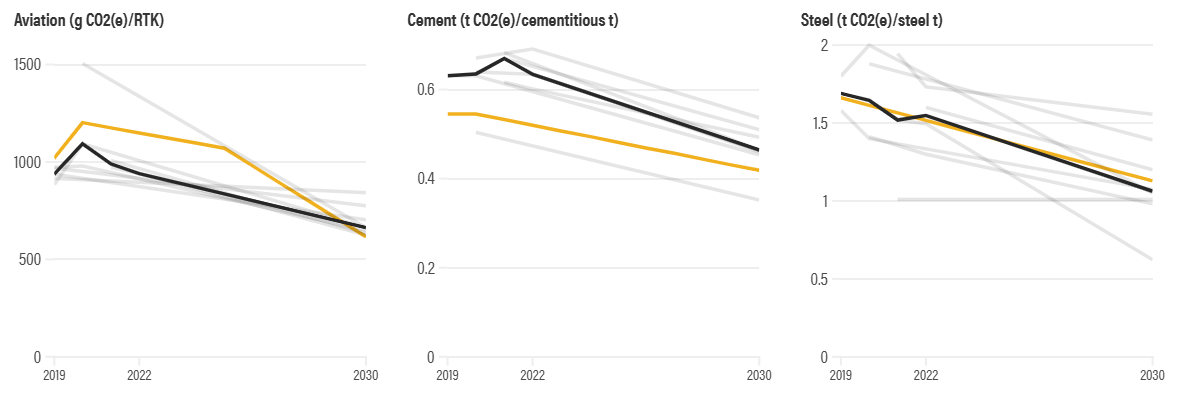 Aviation (g CO2(e)/RTK)
1500
1000
500
0
2019 2022 2030
Cement (t CO2(e)/cementitious t)
0.6
0.4
0.2
0
2019 2022 2030
Steel (t CO2(e)/steel t)
2
1.5
1
0.5
0
2019 2022 2030